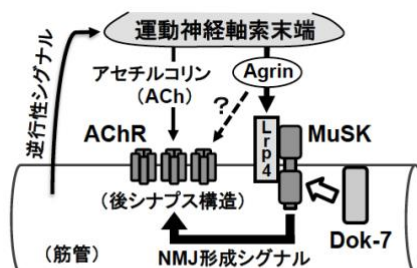 運動神経軸索末端
逆行性シグナル
アセチルコリン
(ACh)
Agrin
?
AChR
Lrp4
MuSK
(後シナプス構造)
Dok-7
(筋管)
NMJ形成シグナル